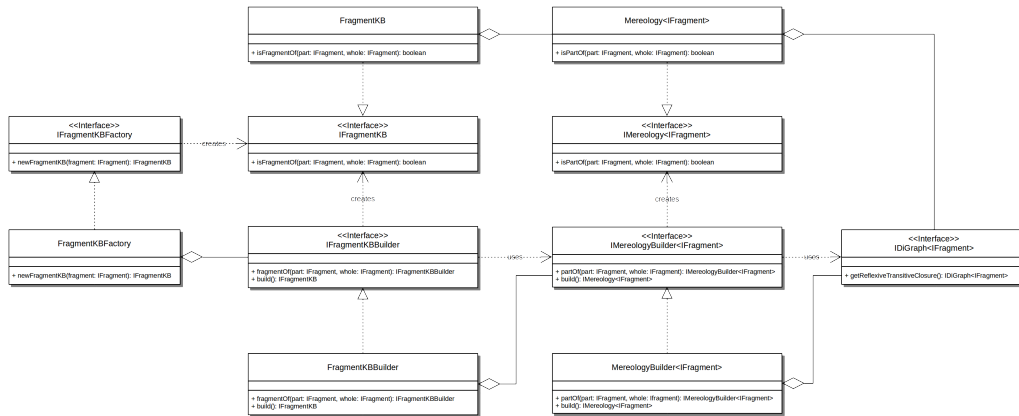 FragmentKB
+ isFragmentOf(part: IFragment, whole: IFragment): boolean
Mereology<IFragment>
+ isPartOf(part: IFragment, whole: IFragment): boolean
<<Interface>>
IFragmentKBFactory
+ newFragmentKB(fragment: IFragment): IFragmentKB
creates
<<Interface>>
IFragmentKB
+ isFragmentOf(part: IFragment, whole: IFragment): boolean
<<Interface>>
IMereology<IFragment>
+ isPartOf(part: IFragment, whole: IFragment): boolean
creates
creates
FragmentKBFactory
+ newFragmentKB(fragment: IFragment): IFragmentKB
<<Interface>>
IFragmentKBBuilder
+ fragmentOf(part: IFragment, whole: IFragment): IFragmentKBBuilder
+ build(): IFragmentKB
uses
<<Interface>>
IMereologyBuilder<IFragment>
+ partOf(part: IFragment, whole: IFragment): IMereologyBuilder<IFragment>
+ build(): IMereology<IFragment>
uses
<<Interface>>
IDiGraph<IFragment>
+ getReflexiveTransitiveClosure(): IDiGraph<IFragment>
FragmentKBBuilder
+ fragmentOf(part: IFragment, whole: IFragment): IFragmentKBBuilder
+ build(): IFragmentKB
MereologyBuilder<IFragment>
+ partOf(part: IFragment, whole: IFragment): IMereologyBuilder<IFragment>
+ build(): IMereology<IFragment>